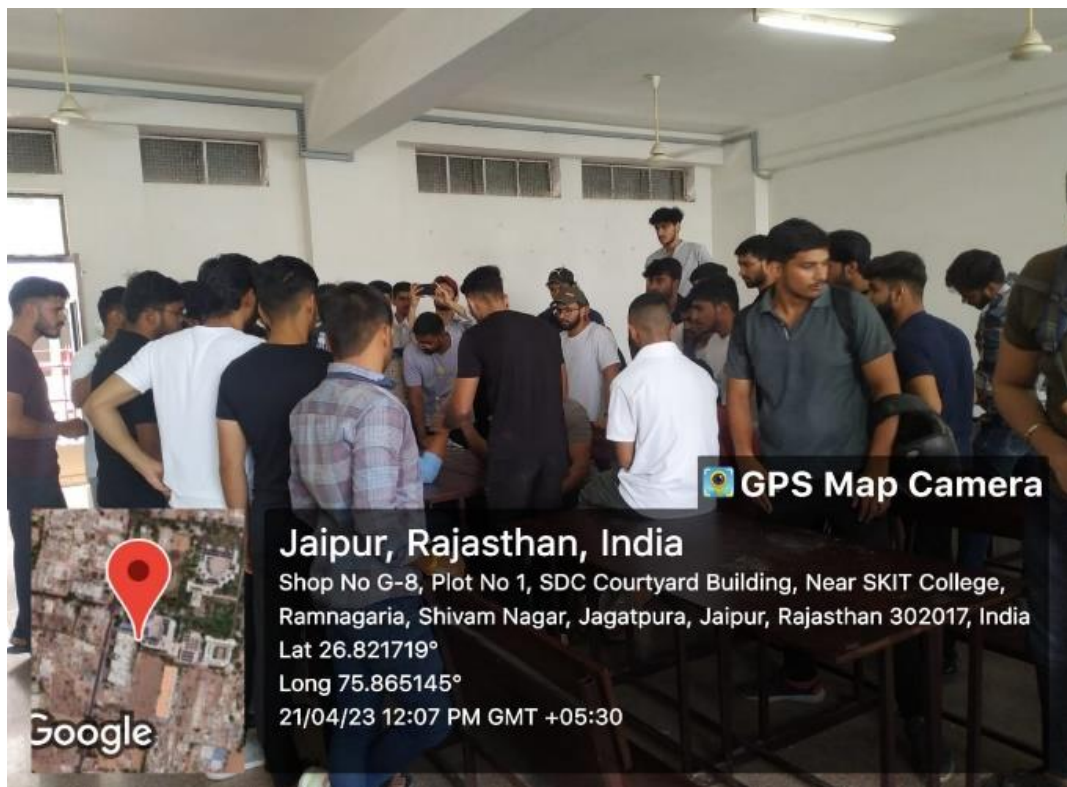 GPS Map Camera
Jaipur, Rajasthan, India
Shop No G-8, Plot No 1, SDC Courtyard Building, Near SKIT College,
Ramnagaria, Shivam Nagar, Jagatpura, Jaipur, Rajasthan 302017, India
Lat 26.821719°
Long 75.865145°
21/04/23 12:07 PM GMT +05:30
Google